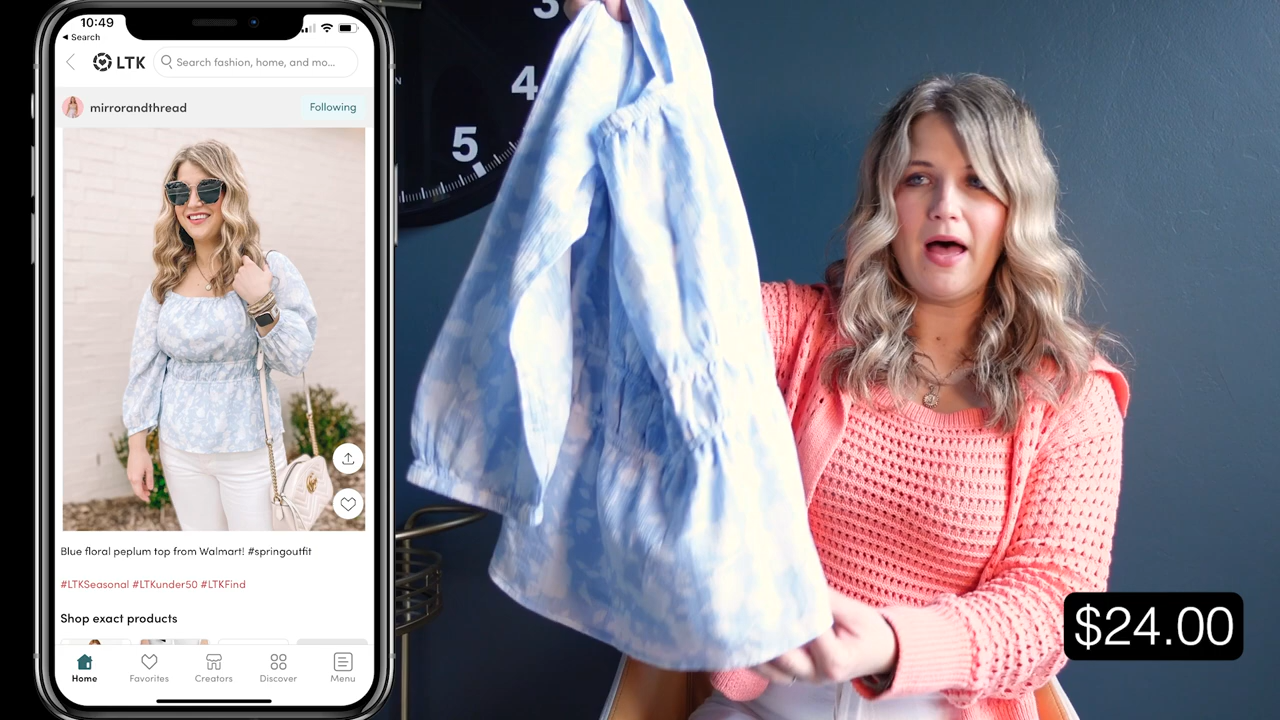 10:49
◀ Search
LTK
Search fashion, home, and mo...
mirrorandthread
Following
Blue floral peplum top from Walmart! #springoutfit
#LTKSeasonal #LTKunder50 #LTKFind
Shop exact products
Home
Favorites
Creators
Discover
Menu
3
4
5
$24.00